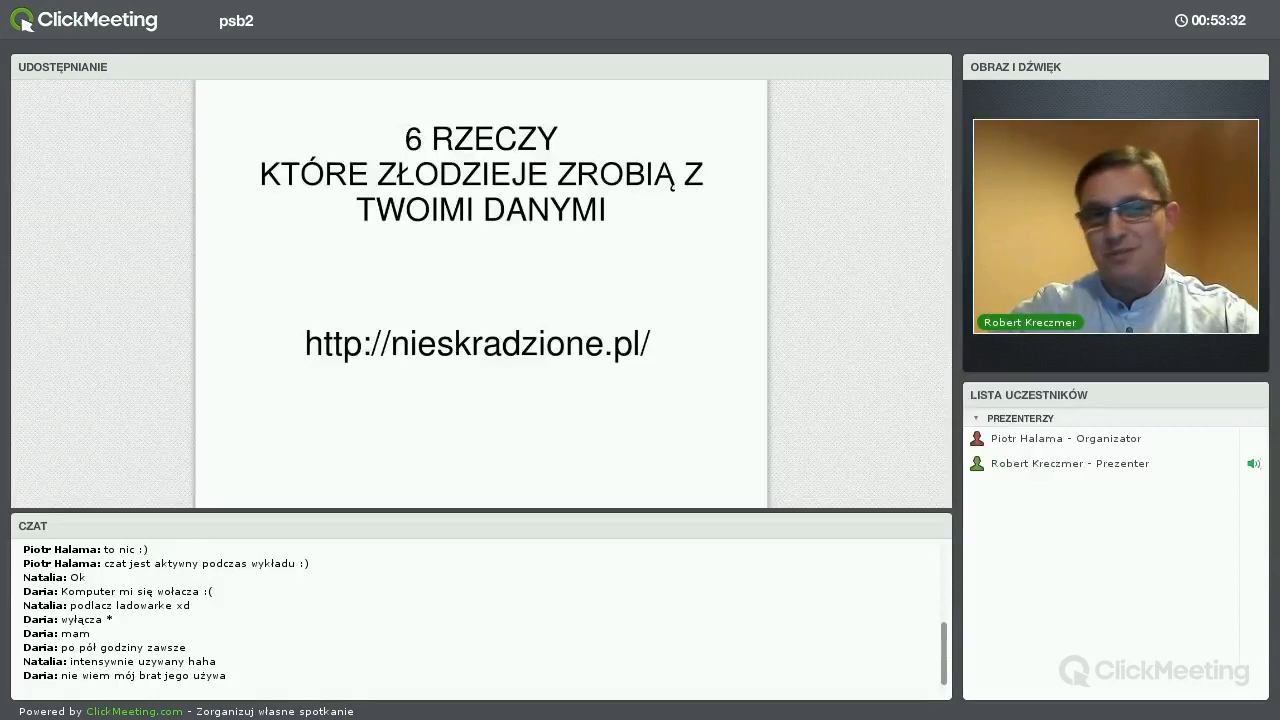 ClickMeeting
psb2
00:53:32
UDOSTĘPNIANIE
6 RZECZY
KTÓRE ZŁODZIEJE ZROBIĄ Z
TWOIMI DANYMI
http://nieskradzione.pl/
OBRAZ I DŹWIĘK
Robert Kreczmer
LISTA UCZESTNIKÓW
PREZENTERZY
Piotr Halama - Organizator
Robert Kreczmer - Prezenter
CZAT
Piotr Halama: to nic :)
Piotr Halama: czat jest aktywny podczas wykładu :)
Natalia: Ok
Daria: Komputer mi się wołacza :(
Natalia: podlacz ladowarke xd
Daria: wyłącza *
Daria: mam
Daria: po pół godziny zawsze
Natalia: intensywnie uzywany haha
Daria: nie wiem mój brat jego używa
ClickMeeting
Powered by ClickMeeting.com - Zorganizuj własne spotkanie